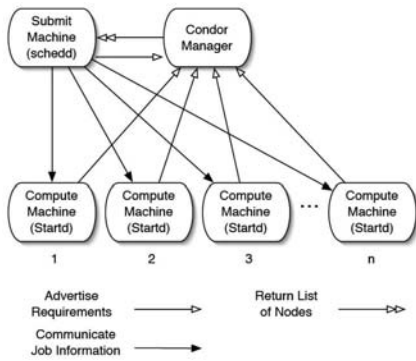 Submit
Machine
(schedd)
Condor
Manager
Compute
Machine
(Startd)
Compute
Machine
(Startd)
Compute
Machine
(Startd)
...
Compute
Machine
(Startd)
1
2
3
n
Advertise
Requirements
Return List
of Nodes
Communicate
Job Information